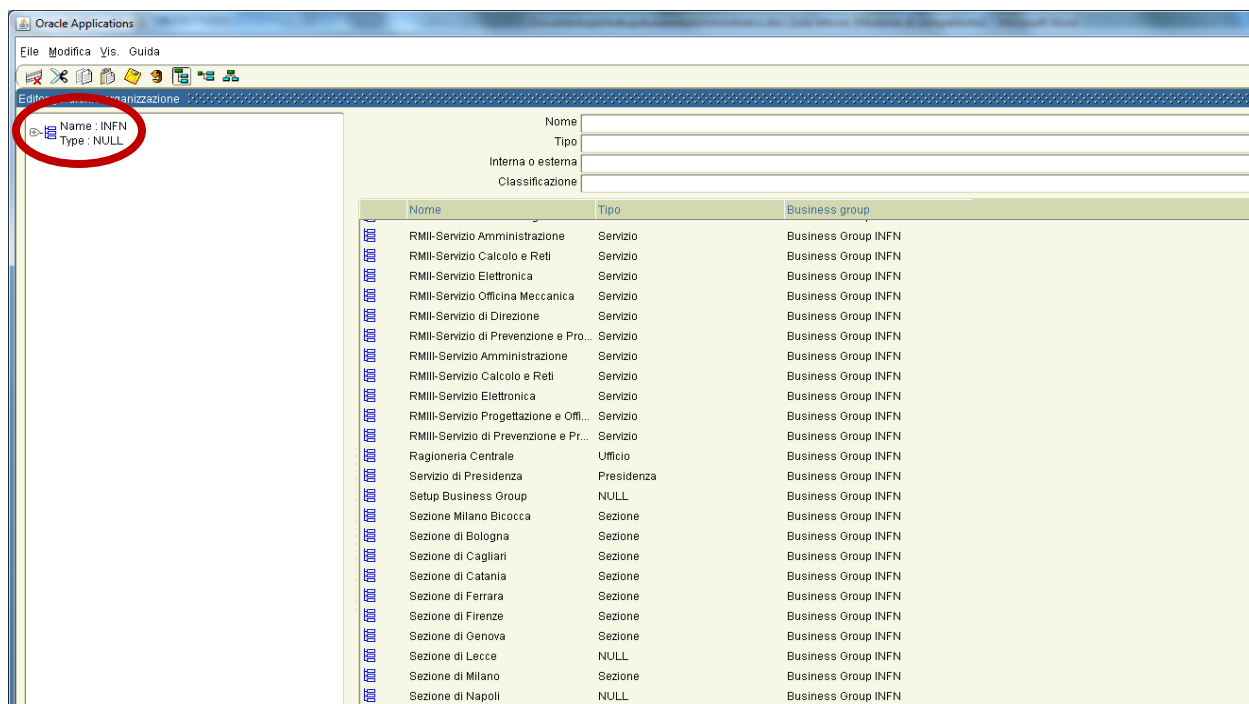 Oracle Applications
File Modifica Vis. Guida
Name : INFN
Type : NULL
Nome
Tipo
Interna o esterna
Classificazione
Nome Tipo Business group
RMII-Servizio Amministrazione Servizio Business Group INFN
RMII-Servizio Calcolo e Reti Servizio Business Group INFN
RMII-Servizio Elettronica Servizio Business Group INFN
RMII-Servizio Officina Meccanica Servizio Business Group INFN
RMII-Servizio di Direzione Servizio Business Group INFN
RMII-Servizio di Prevenzione e Pro... Servizio Business Group INFN
RMIII-Servizio Amministrazione Servizio Business Group INFN
RMIII-Servizio Calcolo e Reti Servizio Business Group INFN
RMIII-Servizio Elettronica Servizio Business Group INFN
RMIII-Servizio Progettazione e Offi... Servizio Business Group INFN
RMIII-Servizio di Prevenzione e Pr... Servizio Business Group INFN
Ragioneria Centrale Ufficio Business Group INFN
Servizio di Presidenza Presidenza Business Group INFN
Setup Business Group NULL Business Group INFN
Sezione Milano Bicocca Sezione Business Group INFN
Sezione di Bologna Sezione Business Group INFN
Sezione di Cagliari Sezione Business Group INFN
Sezione di Catania Sezione Business Group INFN
Sezione di Ferrara Sezione Business Group INFN
Sezione di Firenze Sezione Business Group INFN
Sezione di Genova Sezione Business Group INFN
Sezione di Lecce NULL Business Group INFN
Sezione di Milano Sezione Business Group INFN
Sezione di Napoli NULL Business Group INFN